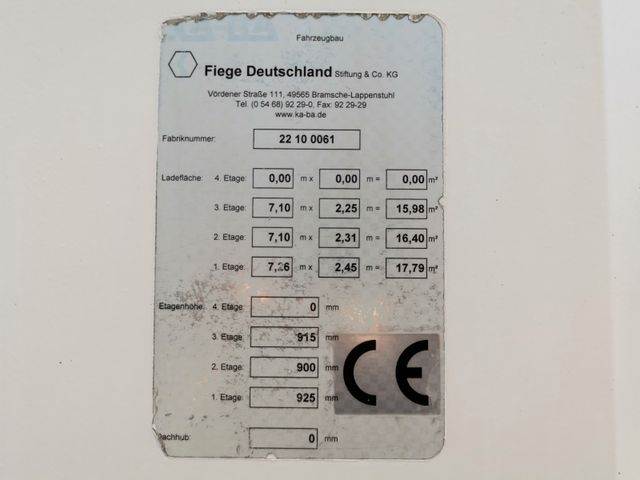 Fahrzeugbau
Fiege Deutschland Stiftung & Co. KG
Vördener Straße 111, 49565 Bramsche-Lappenstuhl
Tel. (0 54 68) 92 29-0, Fax: 92 29-29
www.ka-ba.de
Fabriknummer: 22 10 0061
Ladefläche: 4. Etage: 0,00 m x 0,00 m = 0,00 m²
3. Etage: 7,10 m x 2,25 m = 15,98 m²
2. Etage: 7,10 m x 2,31 m = 16,40 m²
1. Etage: 7,26 m x 2,45 m = 17,79 m²
Etagenhöhe: 4. Etage: 0 mm
3. Etage: 915 mm
2. Etage: 900 mm
1. Etage: 925 mm
CE
Dachhub: 0 mm